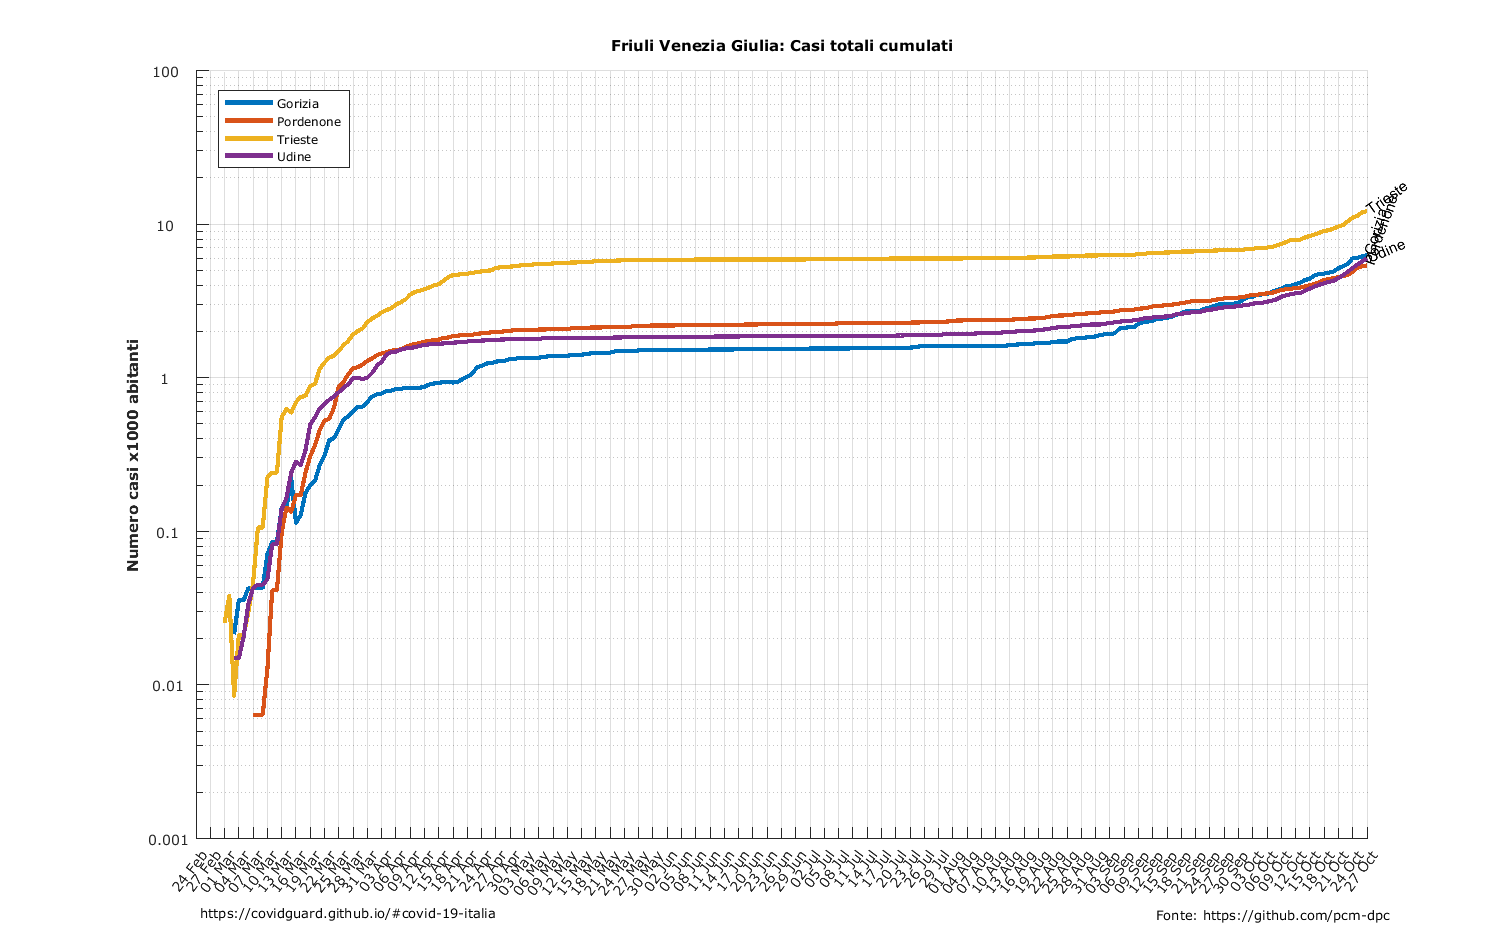 Friuli Venezia Giulia: Casi totali cumulati
Gorizia
Pordenone
Trieste
Udine
100
10
1
0.1
0.01
0.001
Numero casi x1000 abitanti
Trieste
Gorizia
Pordenone
Udine
24 Feb
27 Feb
01 Mar
04 Mar
07 Mar
10 Mar
13 Mar
16 Mar
19 Mar
22 Mar
25 Mar
28 Mar
31 Mar
03 Apr
06 Apr
09 Apr
12 Apr
15 Apr
18 Apr
21 Apr
24 Apr
27 Apr
30 Apr
03 May
06 May
09 May
12 May
15 May
18 May
21 May
24 May
27 May
30 May
02 Jun
05 Jun
08 Jun
11 Jun
14 Jun
17 Jun
20 Jun
23 Jun
26 Jun
29 Jun
02 Jul
05 Jul
08 Jul
11 Jul
14 Jul
17 Jul
20 Jul
23 Jul
26 Jul
29 Jul
01 Aug
04 Aug
07 Aug
10 Aug
13 Aug
16 Aug
19 Aug
22 Aug
25 Aug
28 Aug
31 Aug
03 Sep
06 Sep
09 Sep
12 Sep
15 Sep
18 Sep
21 Sep
24 Sep
27 Sep
30 Sep
03 Oct
06 Oct
09 Oct
12 Oct
15 Oct
18 Oct
21 Oct
24 Oct
27 Oct
https://covidguard.github.io/#covid-19-italia
Fonte: https://github.com/pcm-dpc